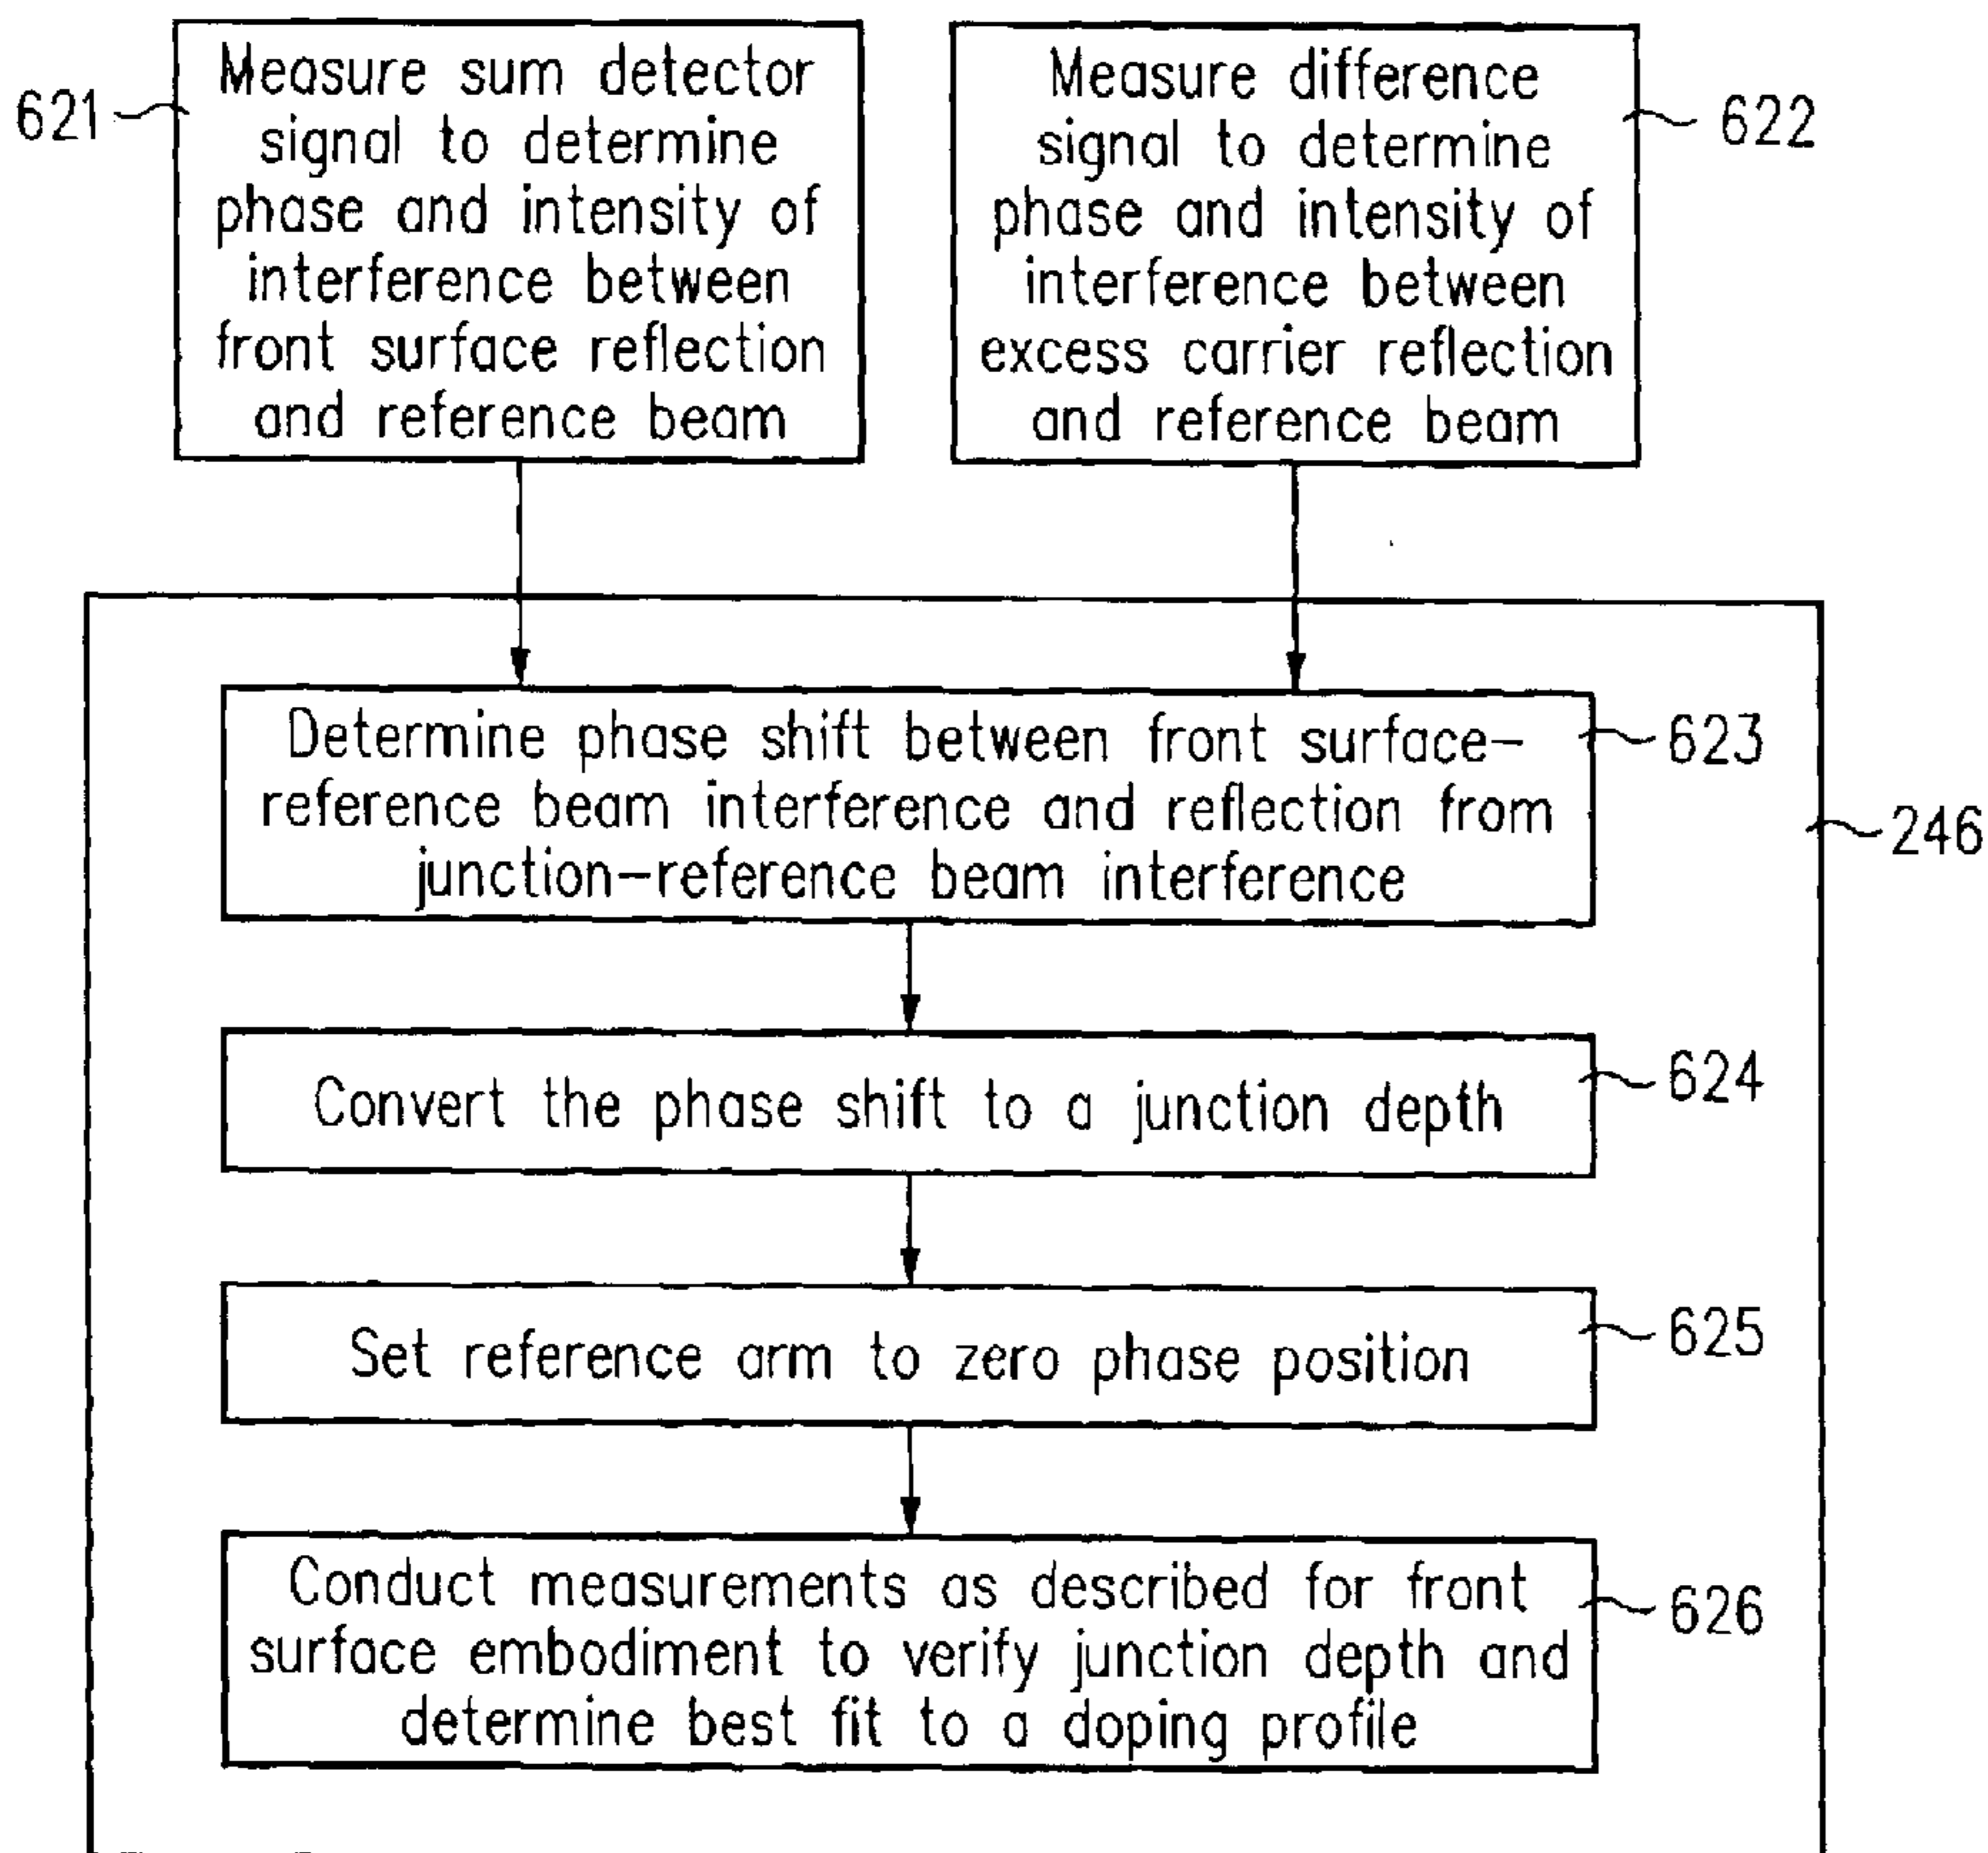 621
Measure sum detector
signal to determine
phase and intensity of
interference between
front surface reflection
and reference beam
Measure difference
signal to determine
phase and intensity of
interference between
excess carrier reflection
and reference beam
622
Determine phase shift between front surface–
reference beam interference and reflection from
junction–reference beam interference
623
246
Convert the phase shift to a junction depth
624
Set reference arm to zero phase position
625
Conduct measurements as described for front
surface embodiment to verify junction depth and
determine best fit to a doping profile
626